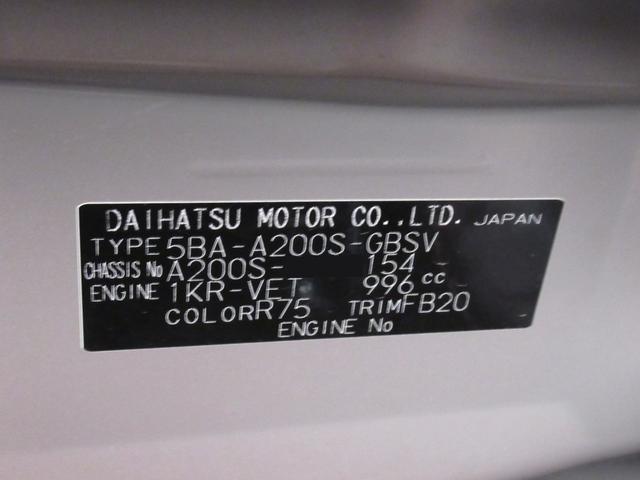 DAIHATSU MOTOR CO.,LTD. JAPAN
TYPE 5BA-A200S-GBSV
CHASSIS No A200S- 154
ENGINE 1KR-VET 996 cc
COLOR R75 TRIM FB20
ENGINE No